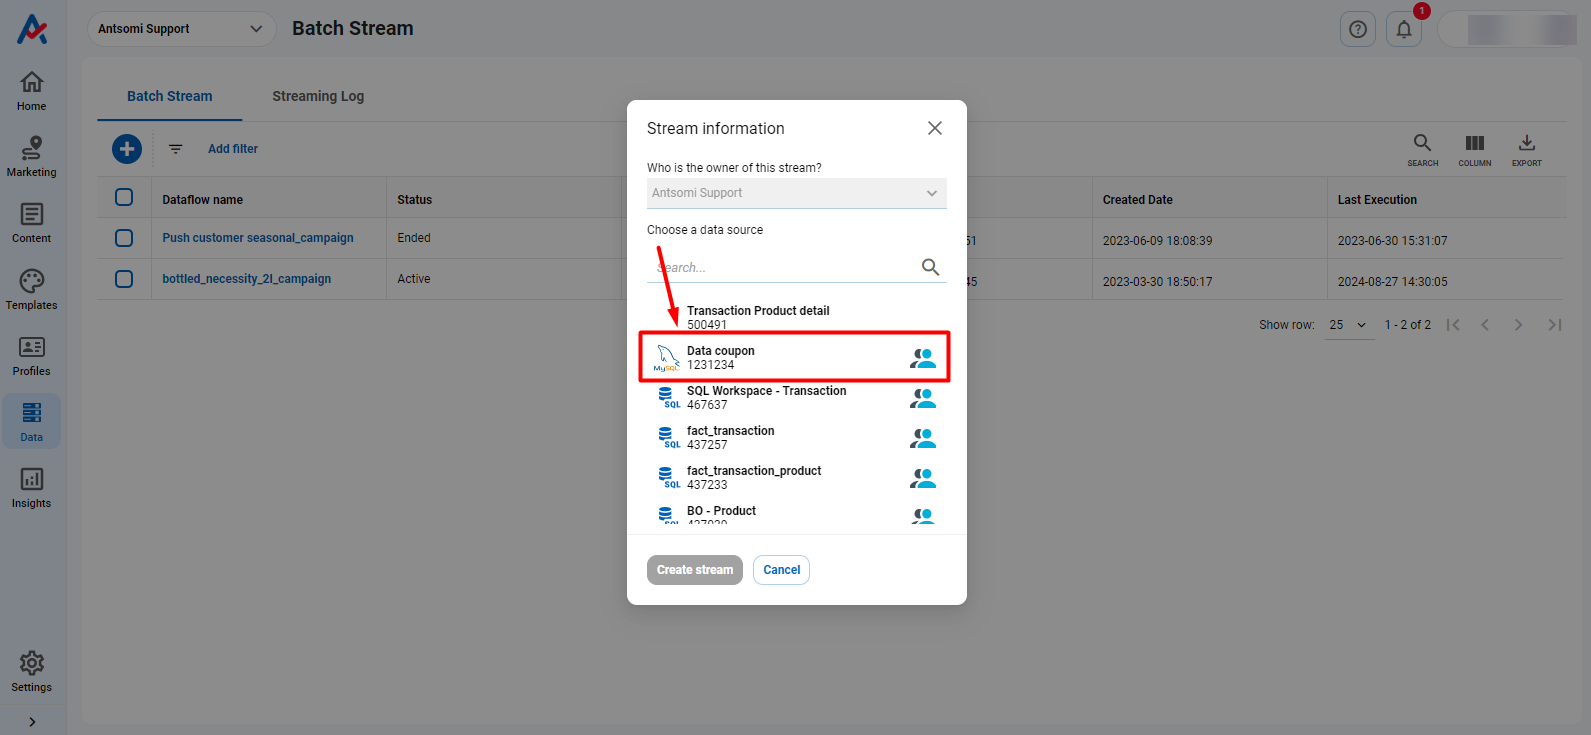 Antsomi Support
Batch Stream
1
Home
Marketing
Content
Templates
Profiles
Data
Insights
Settings
Batch Stream
Streaming Log
Add filter
SEARCH
COLUMN
EXPORT
Dataflow name
Status
Created Date
Last Execution
Push customer seasonal_campaign
Ended
51
2023-06-09 18:08:39
2023-06-30 15:31:07
bottled_necessity_2l_campaign
Active
45
2023-03-30 18:50:17
2024-08-27 14:30:05
Show row:
25
1 - 2 of 2
Stream information
Who is the owner of this stream?
Antsomi Support
Choose a data source
Search...
Transaction Product detail
500491
MySQL
Data coupon
1231234
SQL
SQL Workspace - Transaction
467637
SQL
fact_transaction
437257
SQL
fact_transaction_product
437233
SQL
BO - Product
Create stream
Cancel